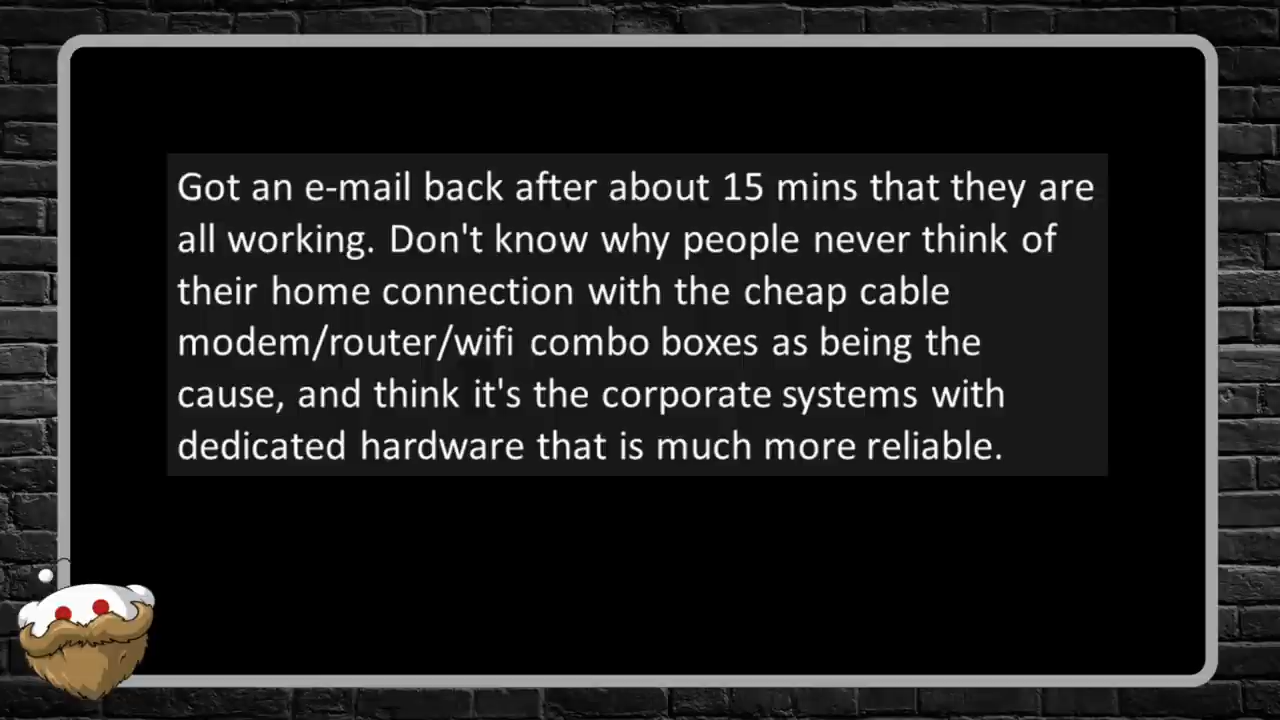 Got an e-mail back after about 15 mins that they are
all working. Don't know why people never think of
their home connection with the cheap cable
modem/router/wifi combo boxes as being the
cause, and think it's the corporate systems with
dedicated hardware that is much more reliable.